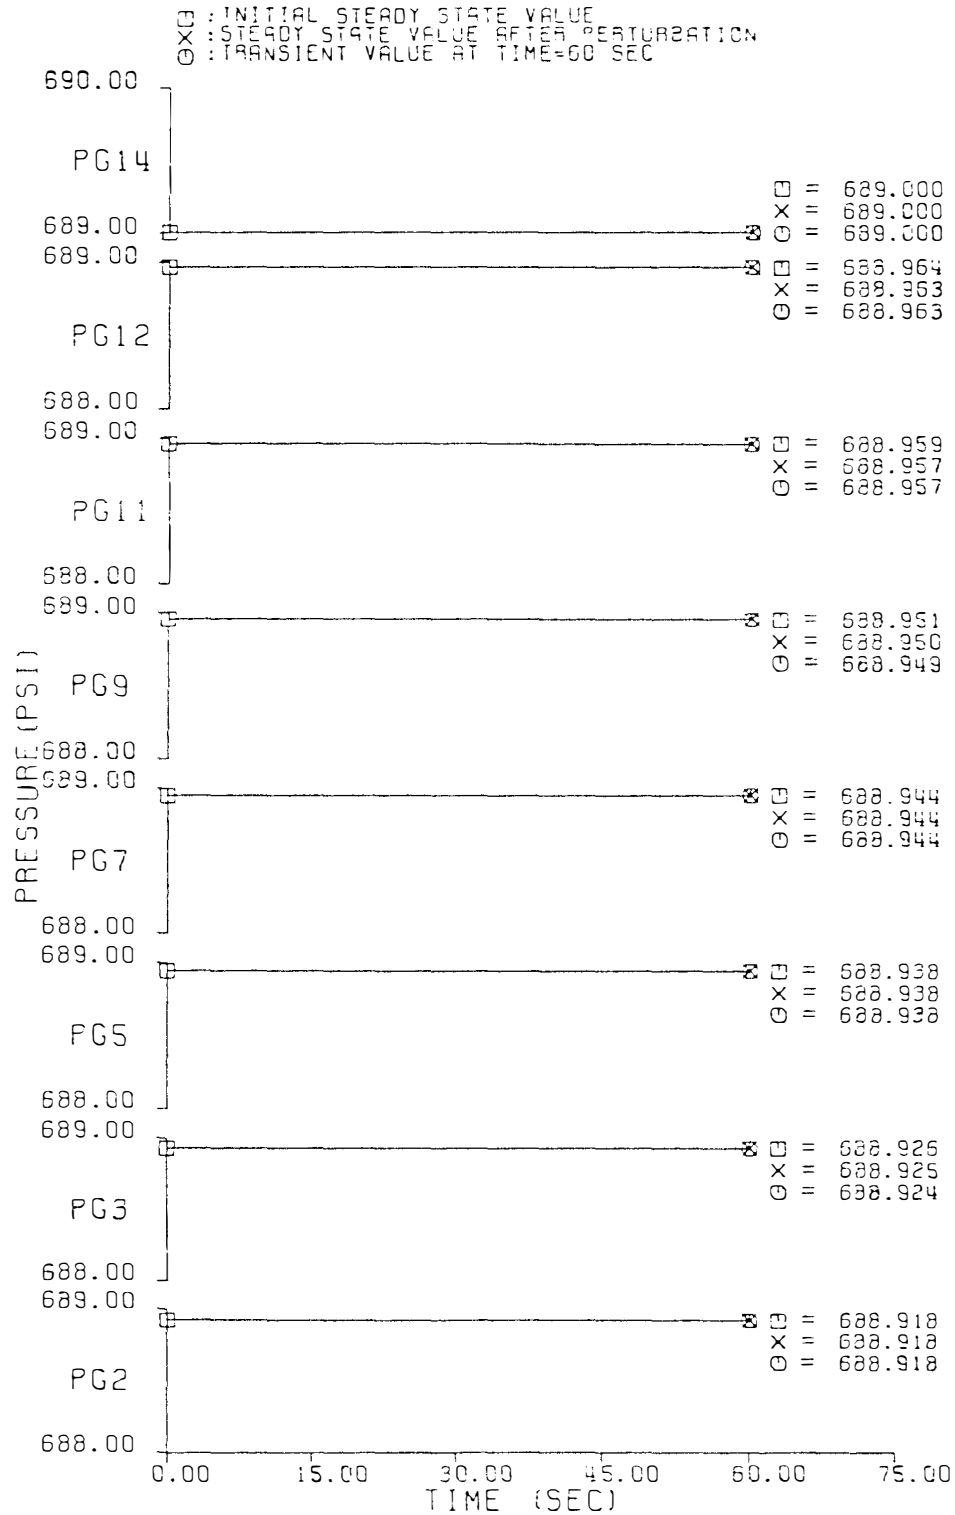 □ : INITIAL STEADY STATE VALUE
× : STEADY STATE VALUE AFTER PERTURBATION
○ : TRANSIENT VALUE AT TIME=60 SEC
690.00
PG14
689.00
□ = 689.000
× = 689.000
○ = 689.000
689.00
PG12
688.00
□ = 688.964
× = 688.963
○ = 688.963
689.00
PG11
688.00
□ = 688.959
× = 688.957
○ = 688.957
689.00
PG9
688.00
□ = 688.951
× = 688.950
○ = 688.949
689.00
PG7
688.00
□ = 688.944
× = 688.944
○ = 688.944
689.00
PG5
688.00
□ = 688.938
× = 688.938
○ = 688.938
689.00
PG3
688.00
□ = 688.926
× = 688.925
○ = 688.924
689.00
PG2
688.00
□ = 688.918
× = 688.918
○ = 688.918
PRESSURE (PSI)
0.00 15.00 30.00 45.00 60.00 75.00
TIME (SEC)